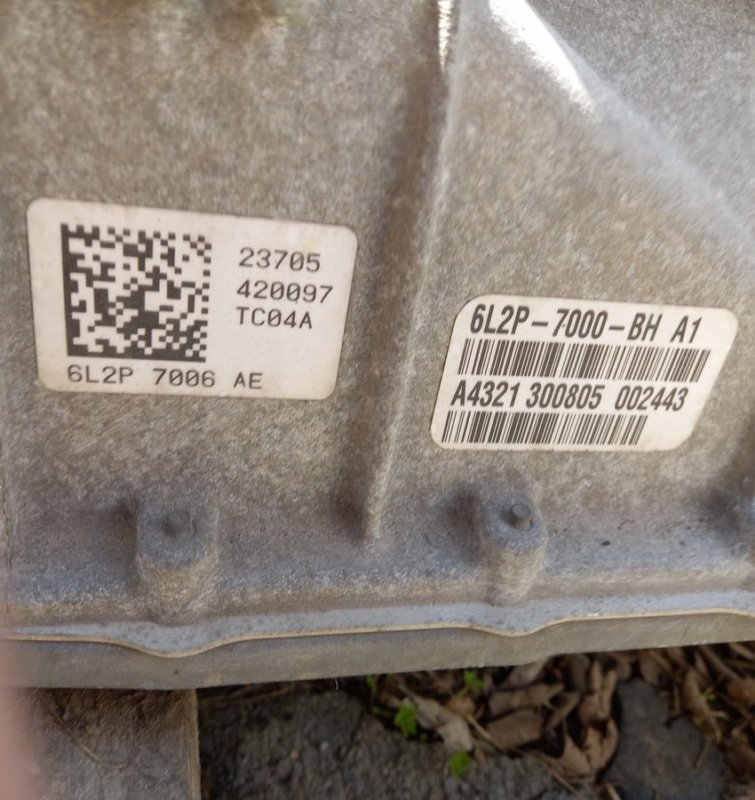 23705
420097
TC04A
6L2P 7006 AE
6L2P-7000-BH A1
A4321 300805 002443